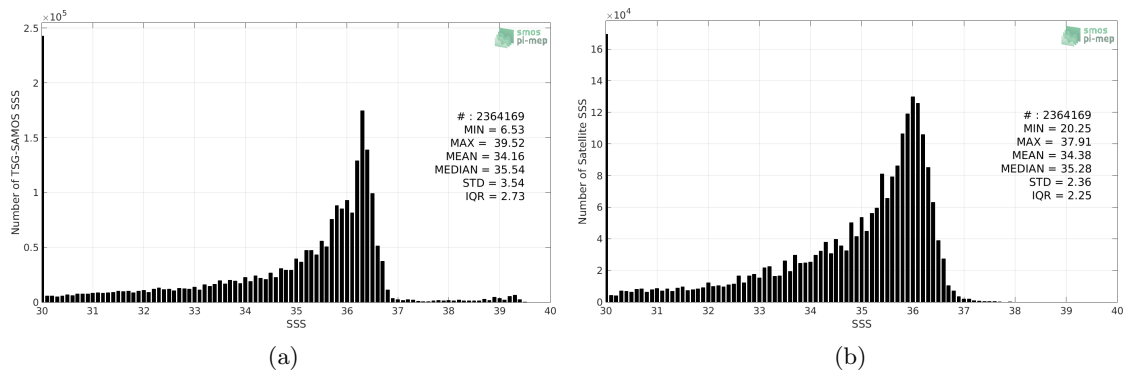 ×10⁵
2.5
2
1.5
1
0.5
0
Number of TSG-SAMOS SSS
30 31 32 33 34 35 36 37 38 39 40
SSS
smos
pi-mep
# : 2364169
MIN = 6.53
MAX = 39.52
MEAN = 34.16
MEDIAN = 35.54
STD = 3.54
IQR = 2.73
(a)
×10⁴
16
14
12
10
8
6
4
2
0
Number of Satellite SSS
30 31 32 33 34 35 36 37 38 39 40
SSS
smos
pi-mep
# : 2364169
MIN = 20.25
MAX = 37.91
MEAN = 34.38
MEDIAN = 35.28
STD = 2.36
IQR = 2.25
(b)